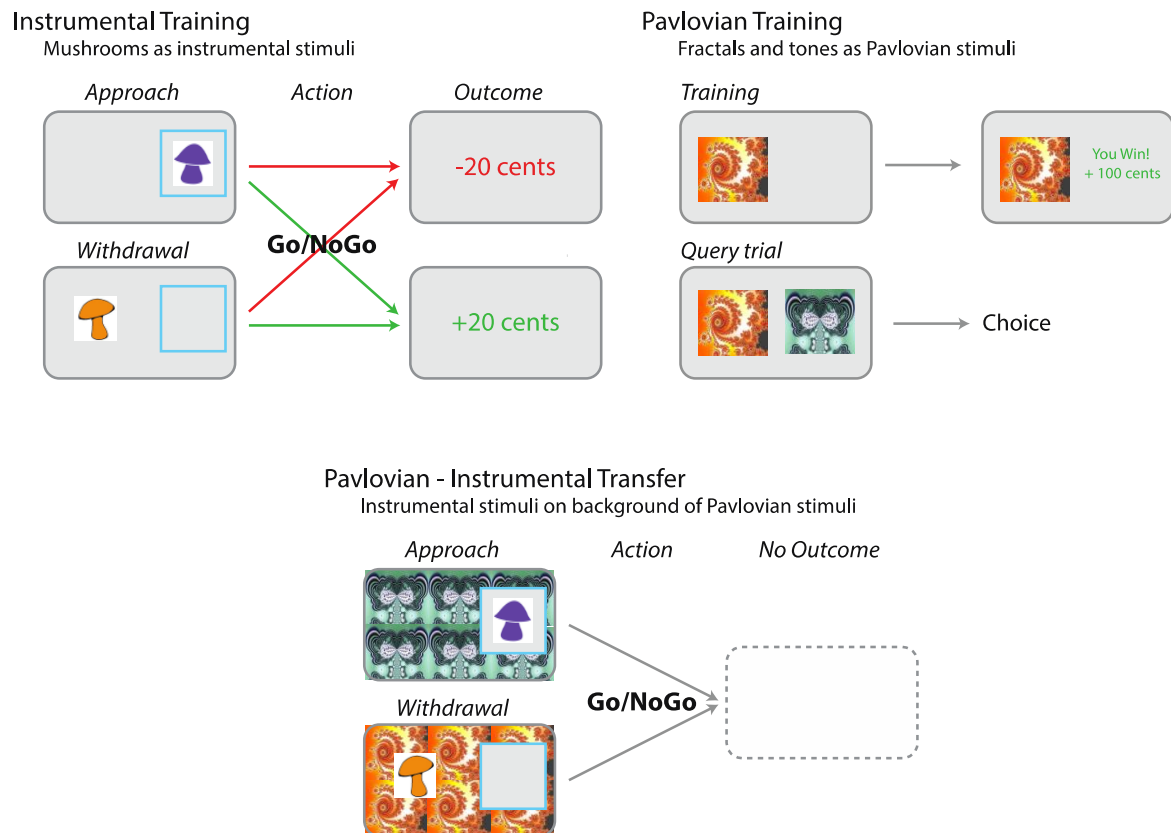 Instrumental Training
Mushrooms as instrumental stimuli
Approach
Action
Outcome
-20 cents
Go/NoGo
Withdrawal
+20 cents
Pavlovian Training
Fractals and tones as Pavlovian stimuli
Training
You Win!
+ 100 cents
Query trial
Choice
Pavlovian - Instrumental Transfer
Instrumental stimuli on background of Pavlovian stimuli
Approach
Action
No Outcome
Go/NoGo
Withdrawal